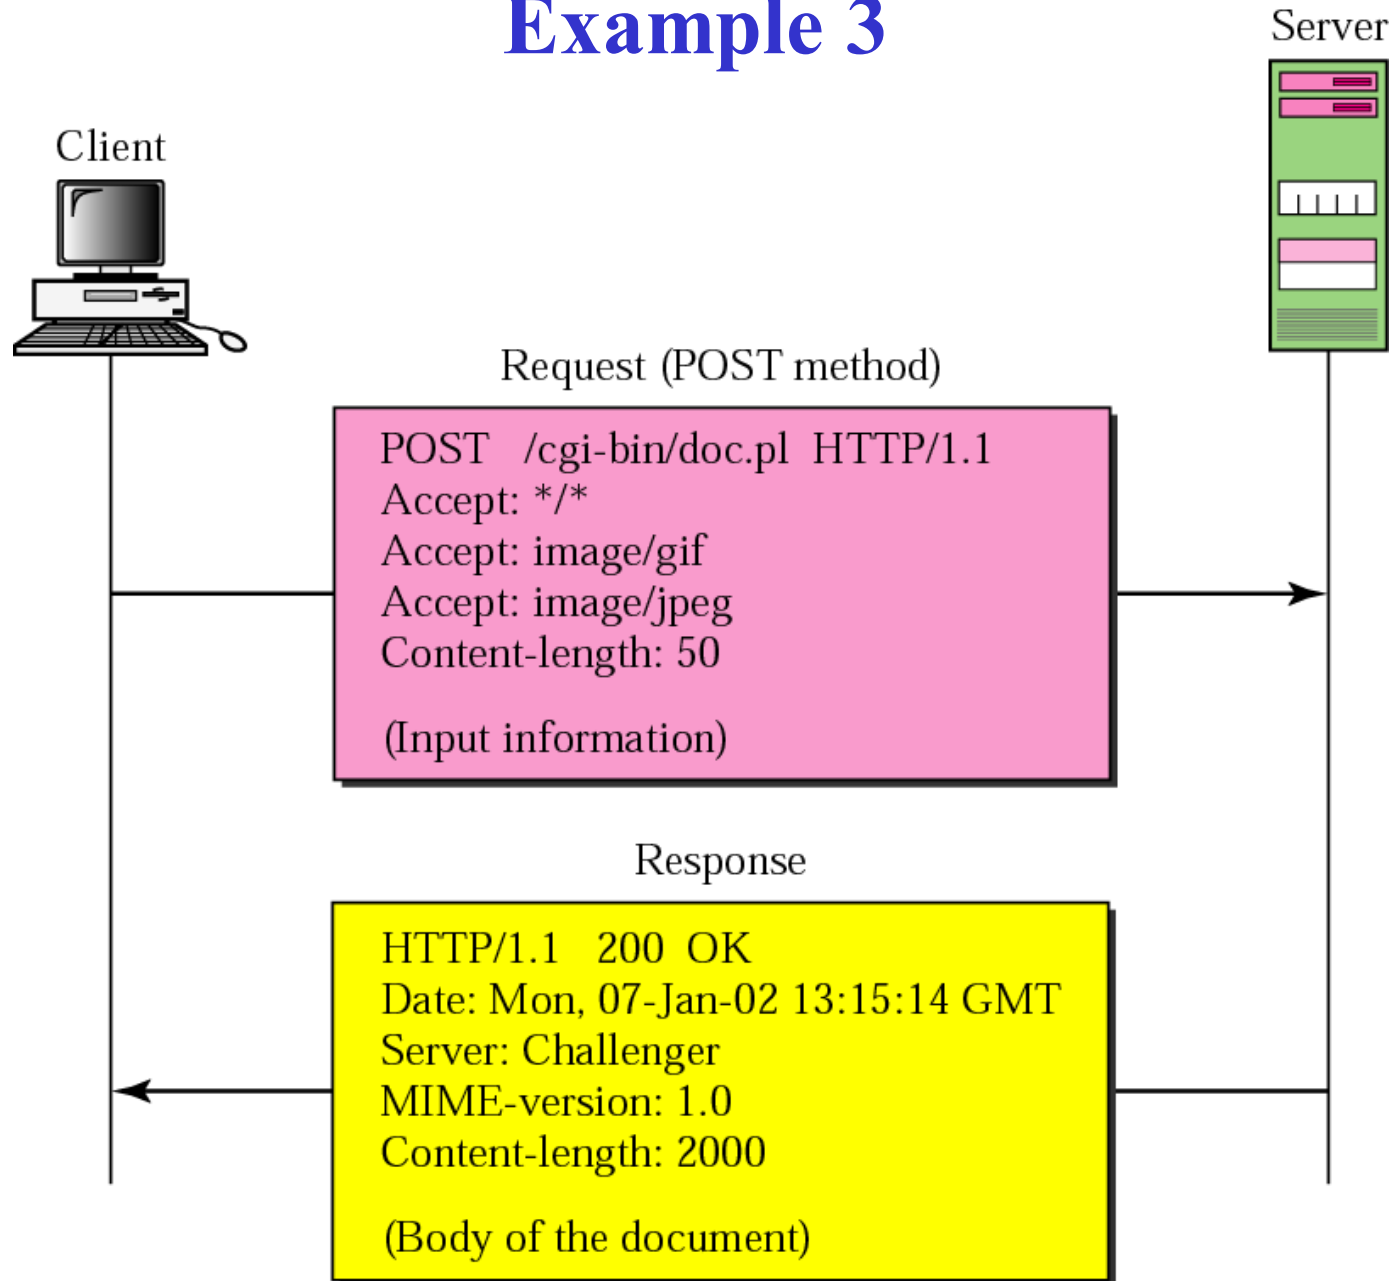 Example 3
Server
Client
Request (POST method)
POST /cgi-bin/doc.pl HTTP/1.1
Accept: */*
Accept: image/gif
Accept: image/jpeg
Content-length: 50
(Input information)
Response
HTTP/1.1 200 OK
Date: Mon, 07-Jan-02 13:15:14 GMT
Server: Challenger
MIME-version: 1.0
Content-length: 2000
(Body of the document)